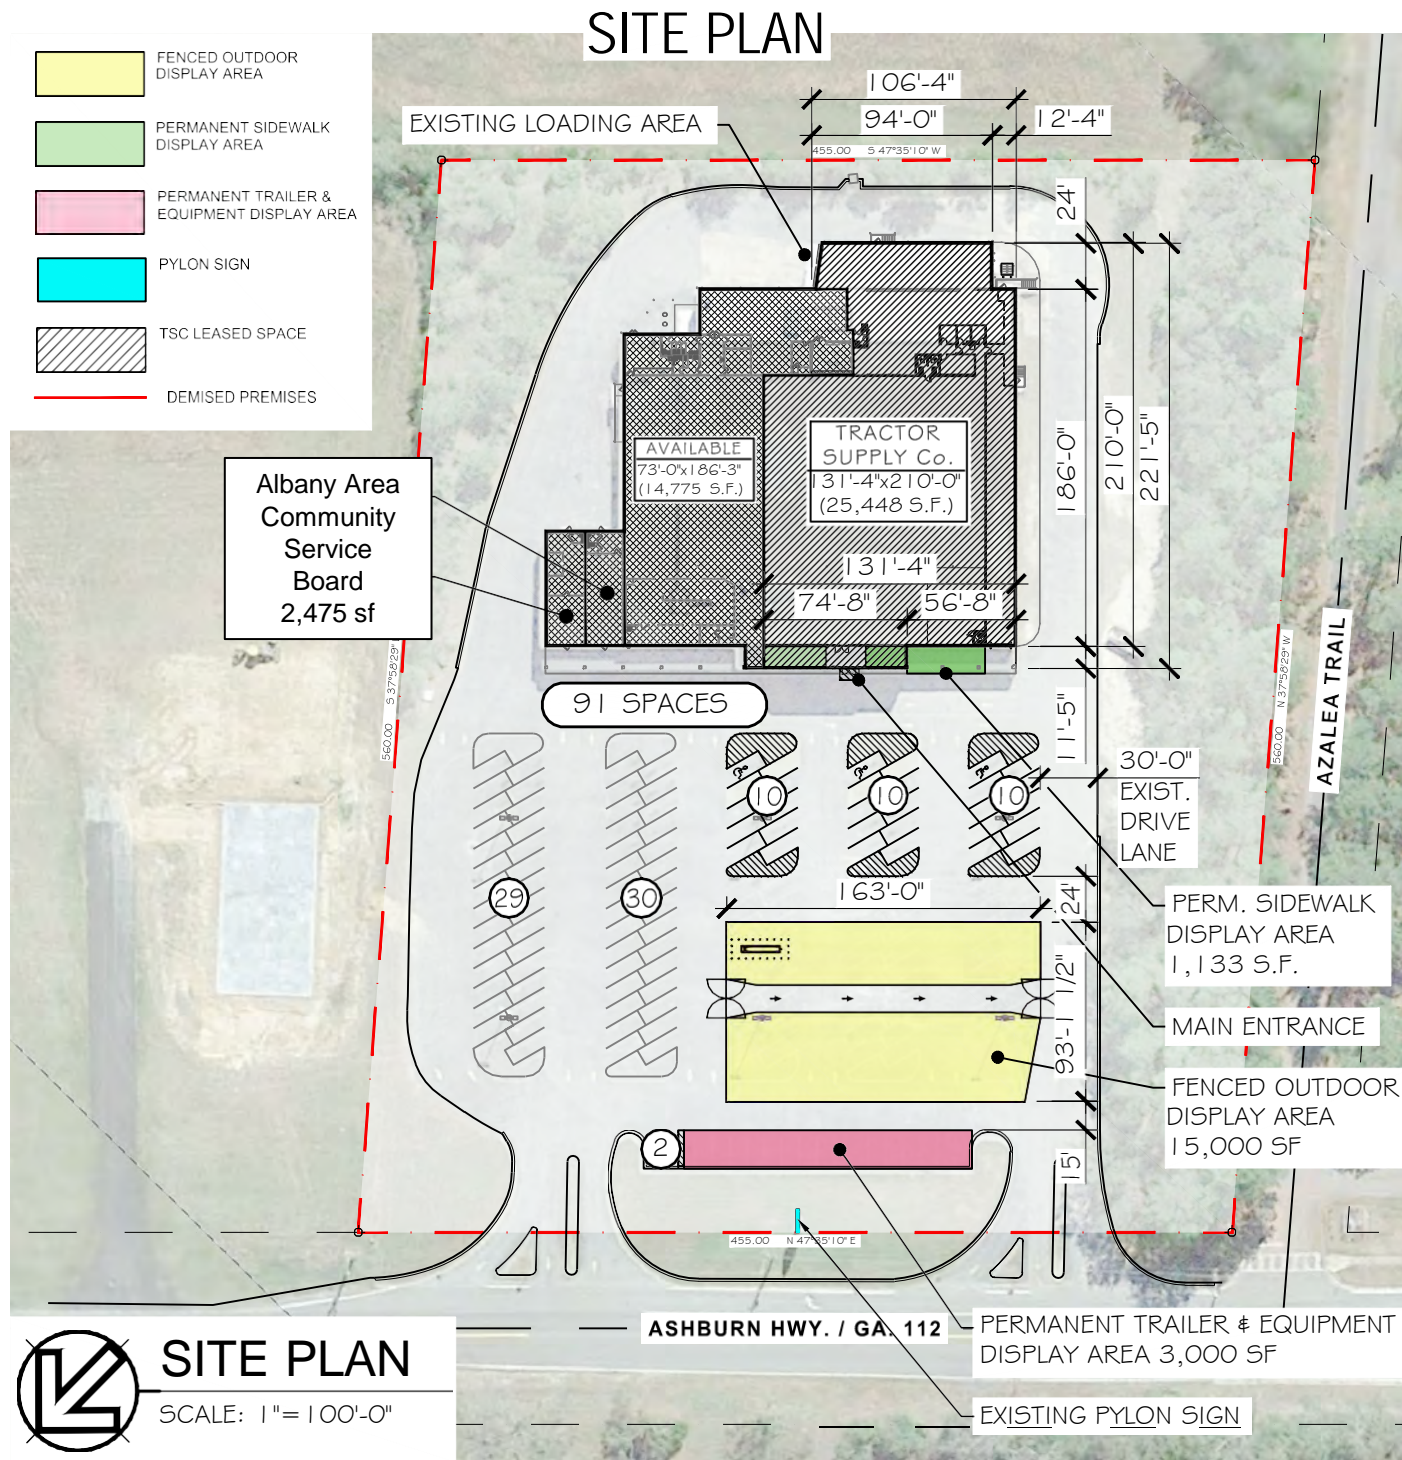 SITE PLAN
FENCED OUTDOOR
DISPLAY AREA
PERMANENT SIDEWALK
DISPLAY AREA
PERMANENT TRAILER &
EQUIPMENT DISPLAY AREA
PYLON SIGN
TSC LEASED SPACE
DEMISED PREMISES
106'-4"
94'-0"
12'-4"
EXISTING LOADING AREA
455.00 S 47°35'10" W
24'
186'-0"
210'-0"
221'-5"
AVAILABLE
73'-0"x186'-3"
(14,775 S.F.)
TRACTOR
SUPPLY Co.
131'-4"x210'-0"
(25,448 S.F.)
Albany Area
Community
Service
Board
2,475 sf
131'-4"
74'-8"
56'-8"
560.00 S 37°58'29"
560.00 N 37°58'29" W
AZALEA TRAIL
91 SPACES
11'-5"
30'-0"
EXIST.
DRIVE
LANE
10
10
10
29
30
163'-0"
24'
PERM. SIDEWALK
DISPLAY AREA
1,133 S.F.
93'-1 1/2"
MAIN ENTRANCE
FENCED OUTDOOR
DISPLAY AREA
15,000 SF
2
15'
455.00 N 47°35'10" E
ASHBURN HWY. / GA. 112
PERMANENT TRAILER & EQUIPMENT
DISPLAY AREA 3,000 SF
EXISTING PYLON SIGN
SITE PLAN
SCALE: 1"=100'-0"